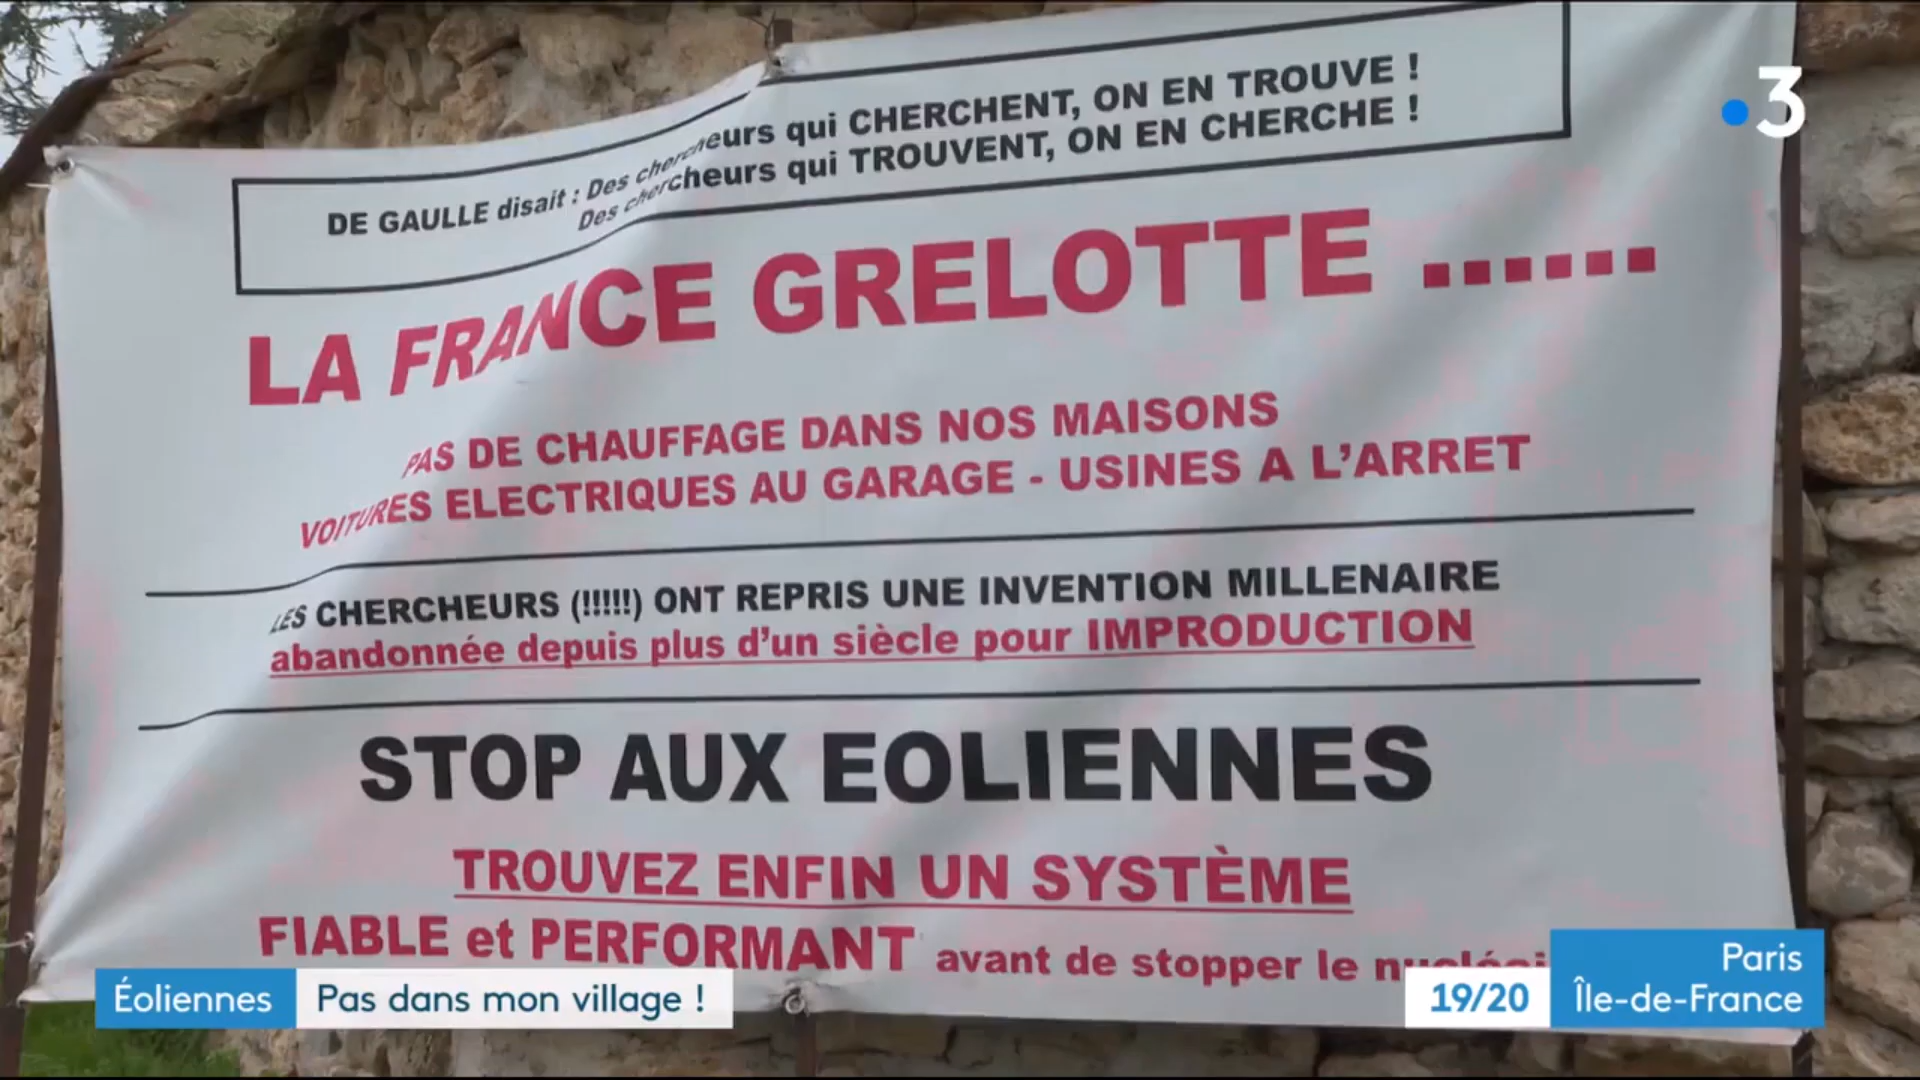 3
DE GAULLE disait : Des chercheurs qui CHERCHENT, ON EN TROUVE !
Des chercheurs qui TROUVENT, ON EN CHERCHE !
LA FRANCE GRELOTTE ......
PAS DE CHAUFFAGE DANS NOS MAISONS
VOITURES ELECTRIQUES AU GARAGE - USINES A L'ARRET
LES CHERCHEURS (!!!!!) ONT REPRIS UNE INVENTION MILLENAIRE
abandonnée depuis plus d'un siècle pour IMPRODUCTION
STOP AUX EOLIENNES
TROUVEZ ENFIN UN SYSTÈME
FIABLE et PERFORMANT avant de stopper le
Éoliennes Pas dans mon village !
19/20 Paris
Île-de-France